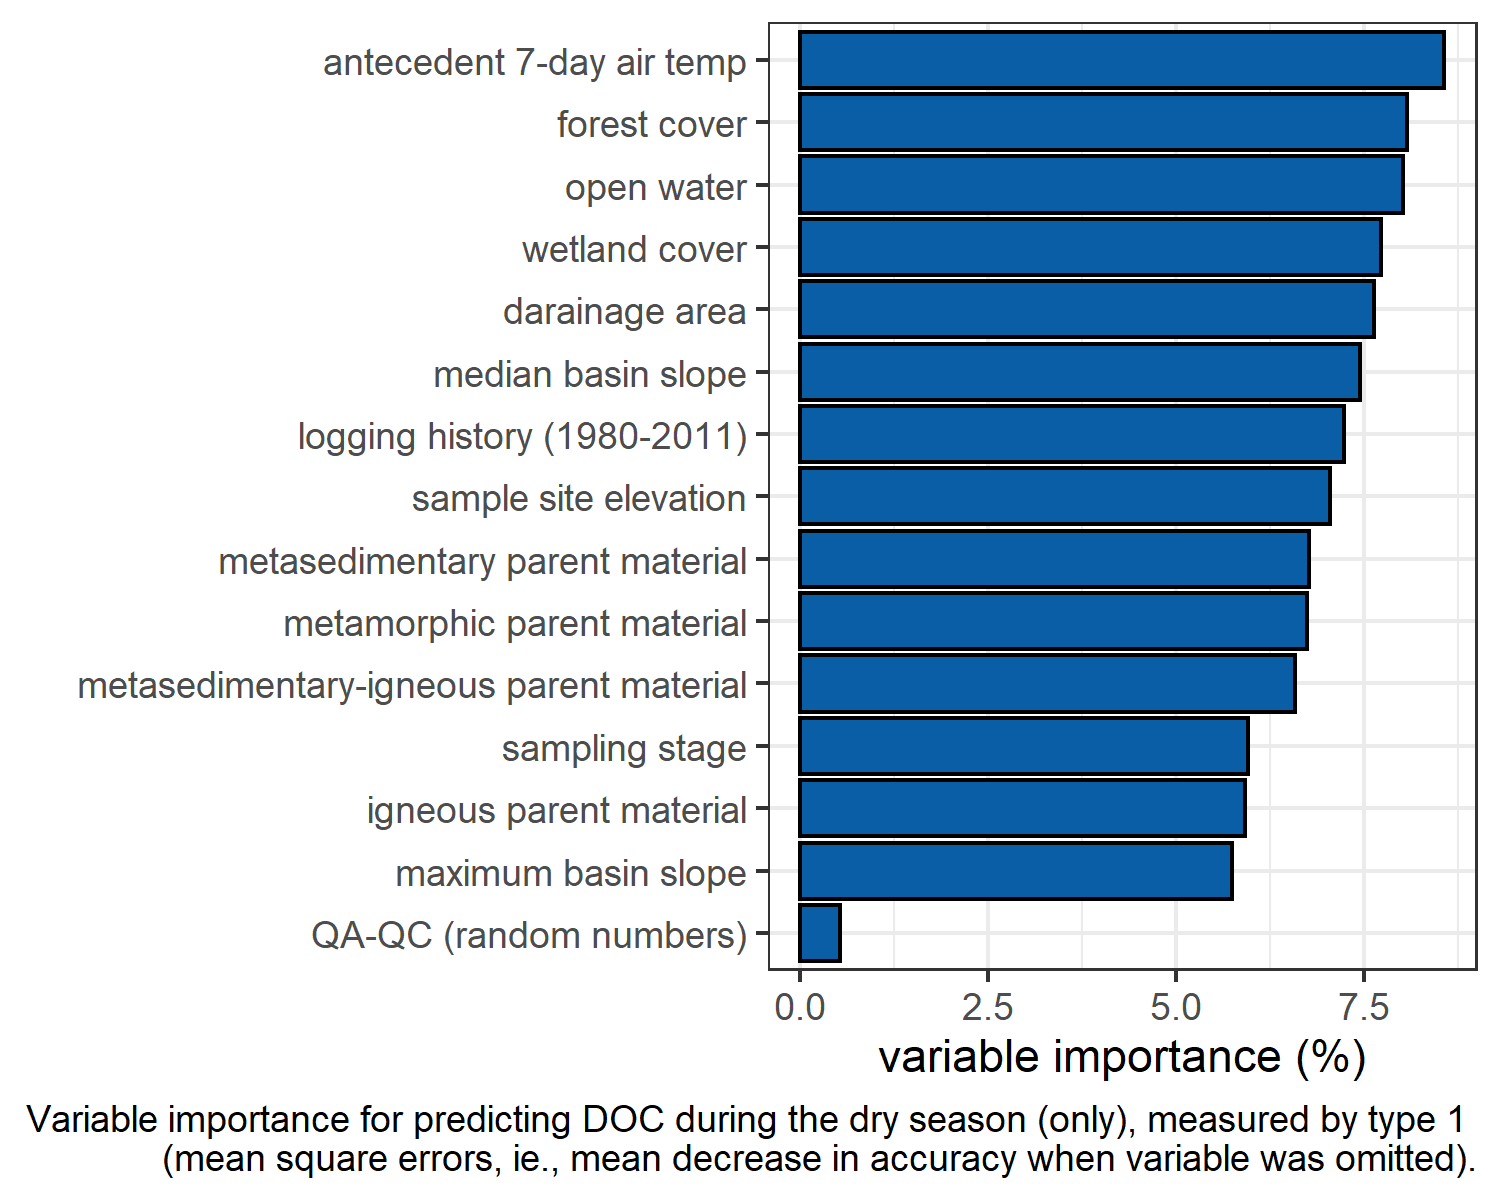 antecedent 7-day air temp
forest cover
open water
wetland cover
darainage area
median basin slope
logging history (1980-2011)
sample site elevation
metasedimentary parent material
metamorphic parent material
metasedimentary-igneous parent material
sampling stage
igneous parent material
maximum basin slope
QA-QC (random numbers)
0.0 2.5 5.0 7.5
variable importance (%)
Variable importance for predicting DOC during the dry season (only), measured by type 1
(mean square errors, ie., mean decrease in accuracy when variable was omitted).